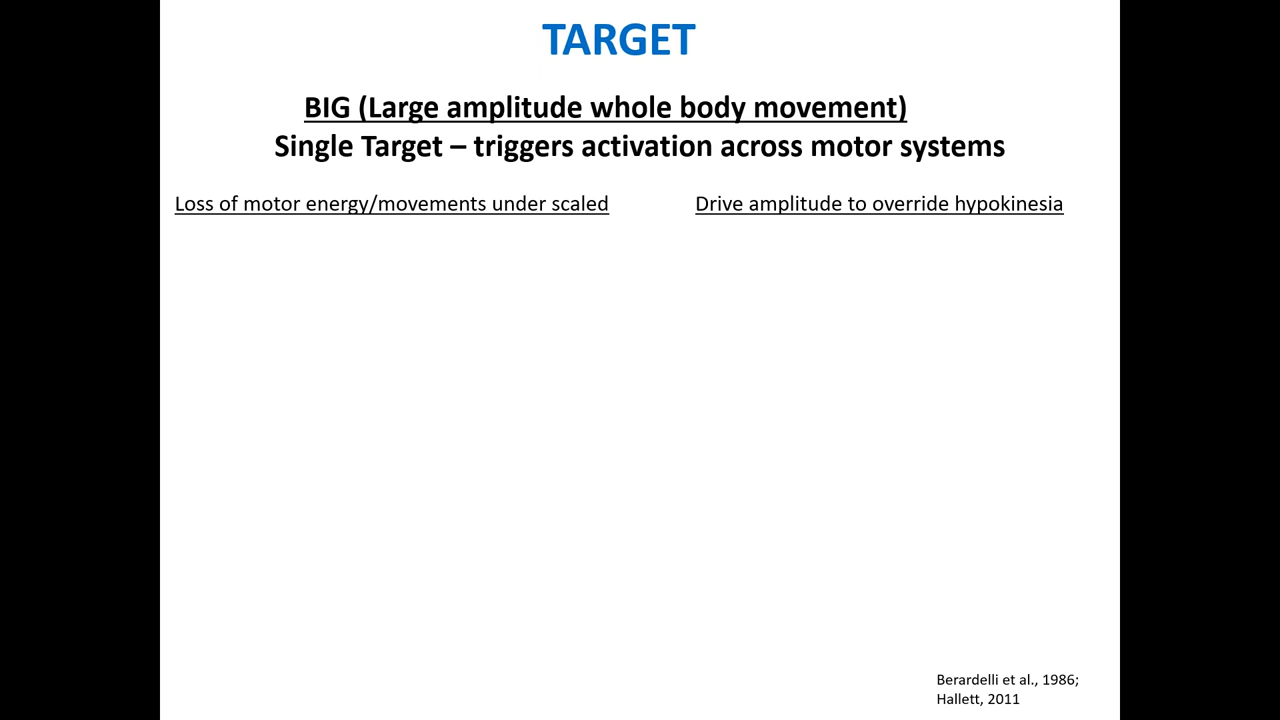 TARGET
BIG (Large amplitude whole body movement)
Single Target – triggers activation across motor systems
Loss of motor energy/movements under scaled
Drive amplitude to override hypokinesia
Berardelli et al., 1986;
Hallett, 2011